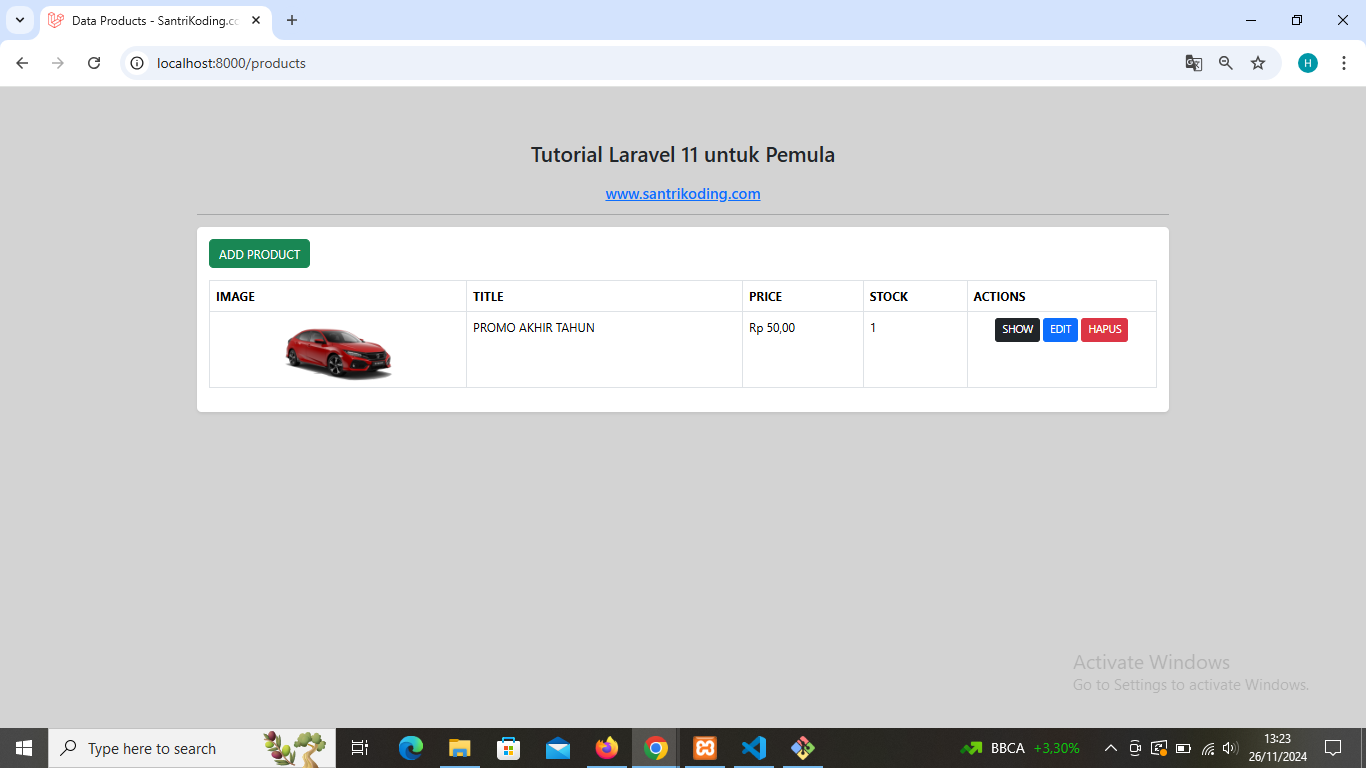 Data Products - SantriKoding.co
localhost:8000/products
H
Tutorial Laravel 11 untuk Pemula
www.santrikoding.com
ADD PRODUCT
IMAGE TITLE PRICE STOCK ACTIONS
PROMO AKHIR TAHUN Rp 50,00 1 SHOW EDIT HAPUS
Activate Windows
Go to Settings to activate Windows.
Type here to search
BBCA +3,30%
13:23
26/11/2024